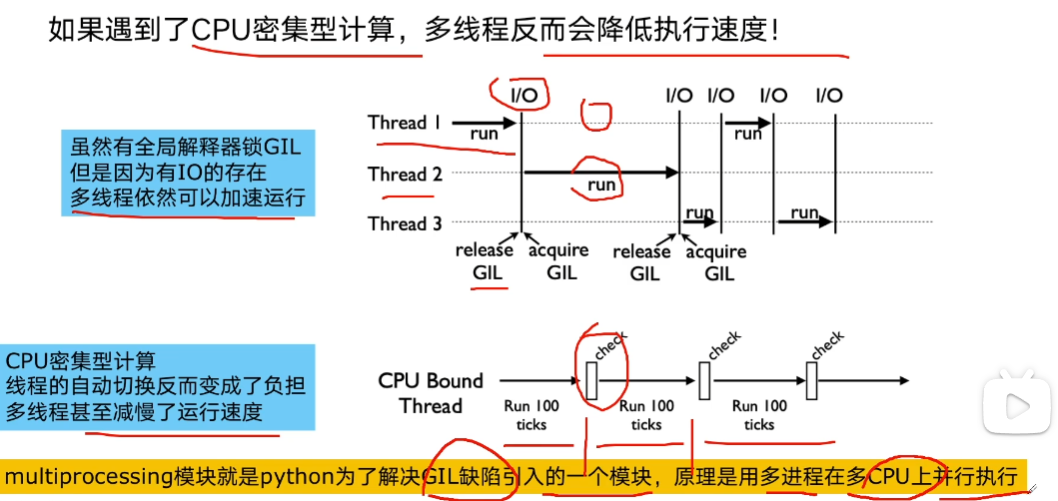 如果遇到了CPU密集型计算，多线程反而会降低执行速度！
I/O I/O I/O I/O I/O
Thread 1 run run
虽然有全局解释器锁GIL
但是因为有IO的存在
多线程依然可以加速运行
Thread 2 run
Thread 3 run run
release acquire release acquire
GIL GIL GIL GIL
check check check
CPU密集型计算
线程的自动切换反而变成了负担
多线程甚至减慢了运行速度
CPU Bound
Thread
Run 100 Run 100 Run 100
ticks ticks ticks
multiprocessing模块就是python为了解决GIL缺陷引入的一个模块，原理是用多进程在多CPU上并行执行